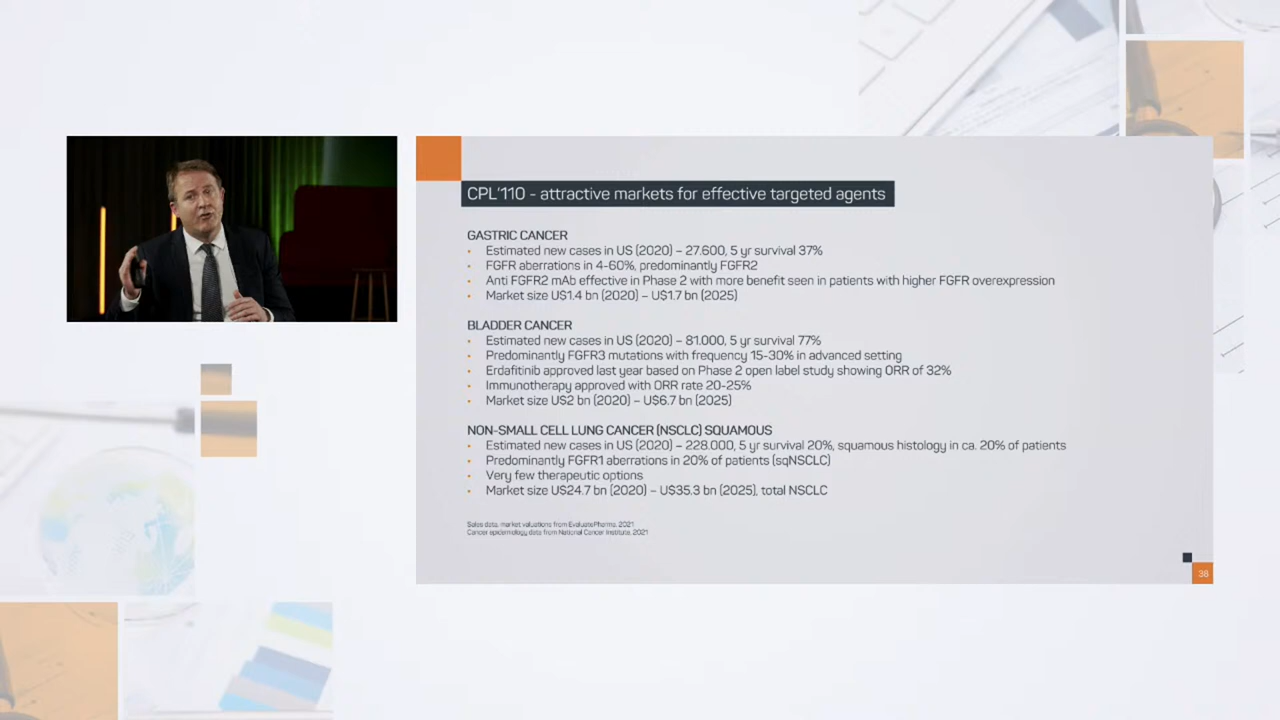 CPL'110 - attractive markets for effective targeted agents
GASTRIC CANCER
• Estimated new cases in US (2020) – 27.600, 5 yr survival 37%
• FGFR aberrations in 4-60%, predominantly FGFR2
• Anti FGFR2 mAb effective in Phase 2 with more benefit seen in patients with higher FGFR overexpression
• Market size U$1.4 bn (2020) – U$1.7 bn (2025)
BLADDER CANCER
• Estimated new cases in US (2020) – 81.000, 5 yr survival 77%
• Predominantly FGFR3 mutations with frequency 15-30% in advanced setting
• Erdafitinib approved last year based on Phase 2 open label study showing ORR of 32%
• Immunotherapy approved with ORR rate 20-25%
• Market size U$2 bn (2020) – U$6.7 bn (2025)
NON-SMALL CELL LUNG CANCER (NSCLC) SQUAMOUS
• Estimated new cases in US (2020) – 228.000, 5 yr survival 20%, squamous histology in ca. 20% of patients
• Predominantly FGFR1 aberrations in 20% of patients (sqNSCLC)
• Very few therapeutic options
• Market size U$24.7 bn (2020) – U$35.3 bn (2025), total NSCLC
Sales data, market valuations from EvaluatePharma, 2021
Cancer epidemiology data from National Cancer Institute, 2021
38